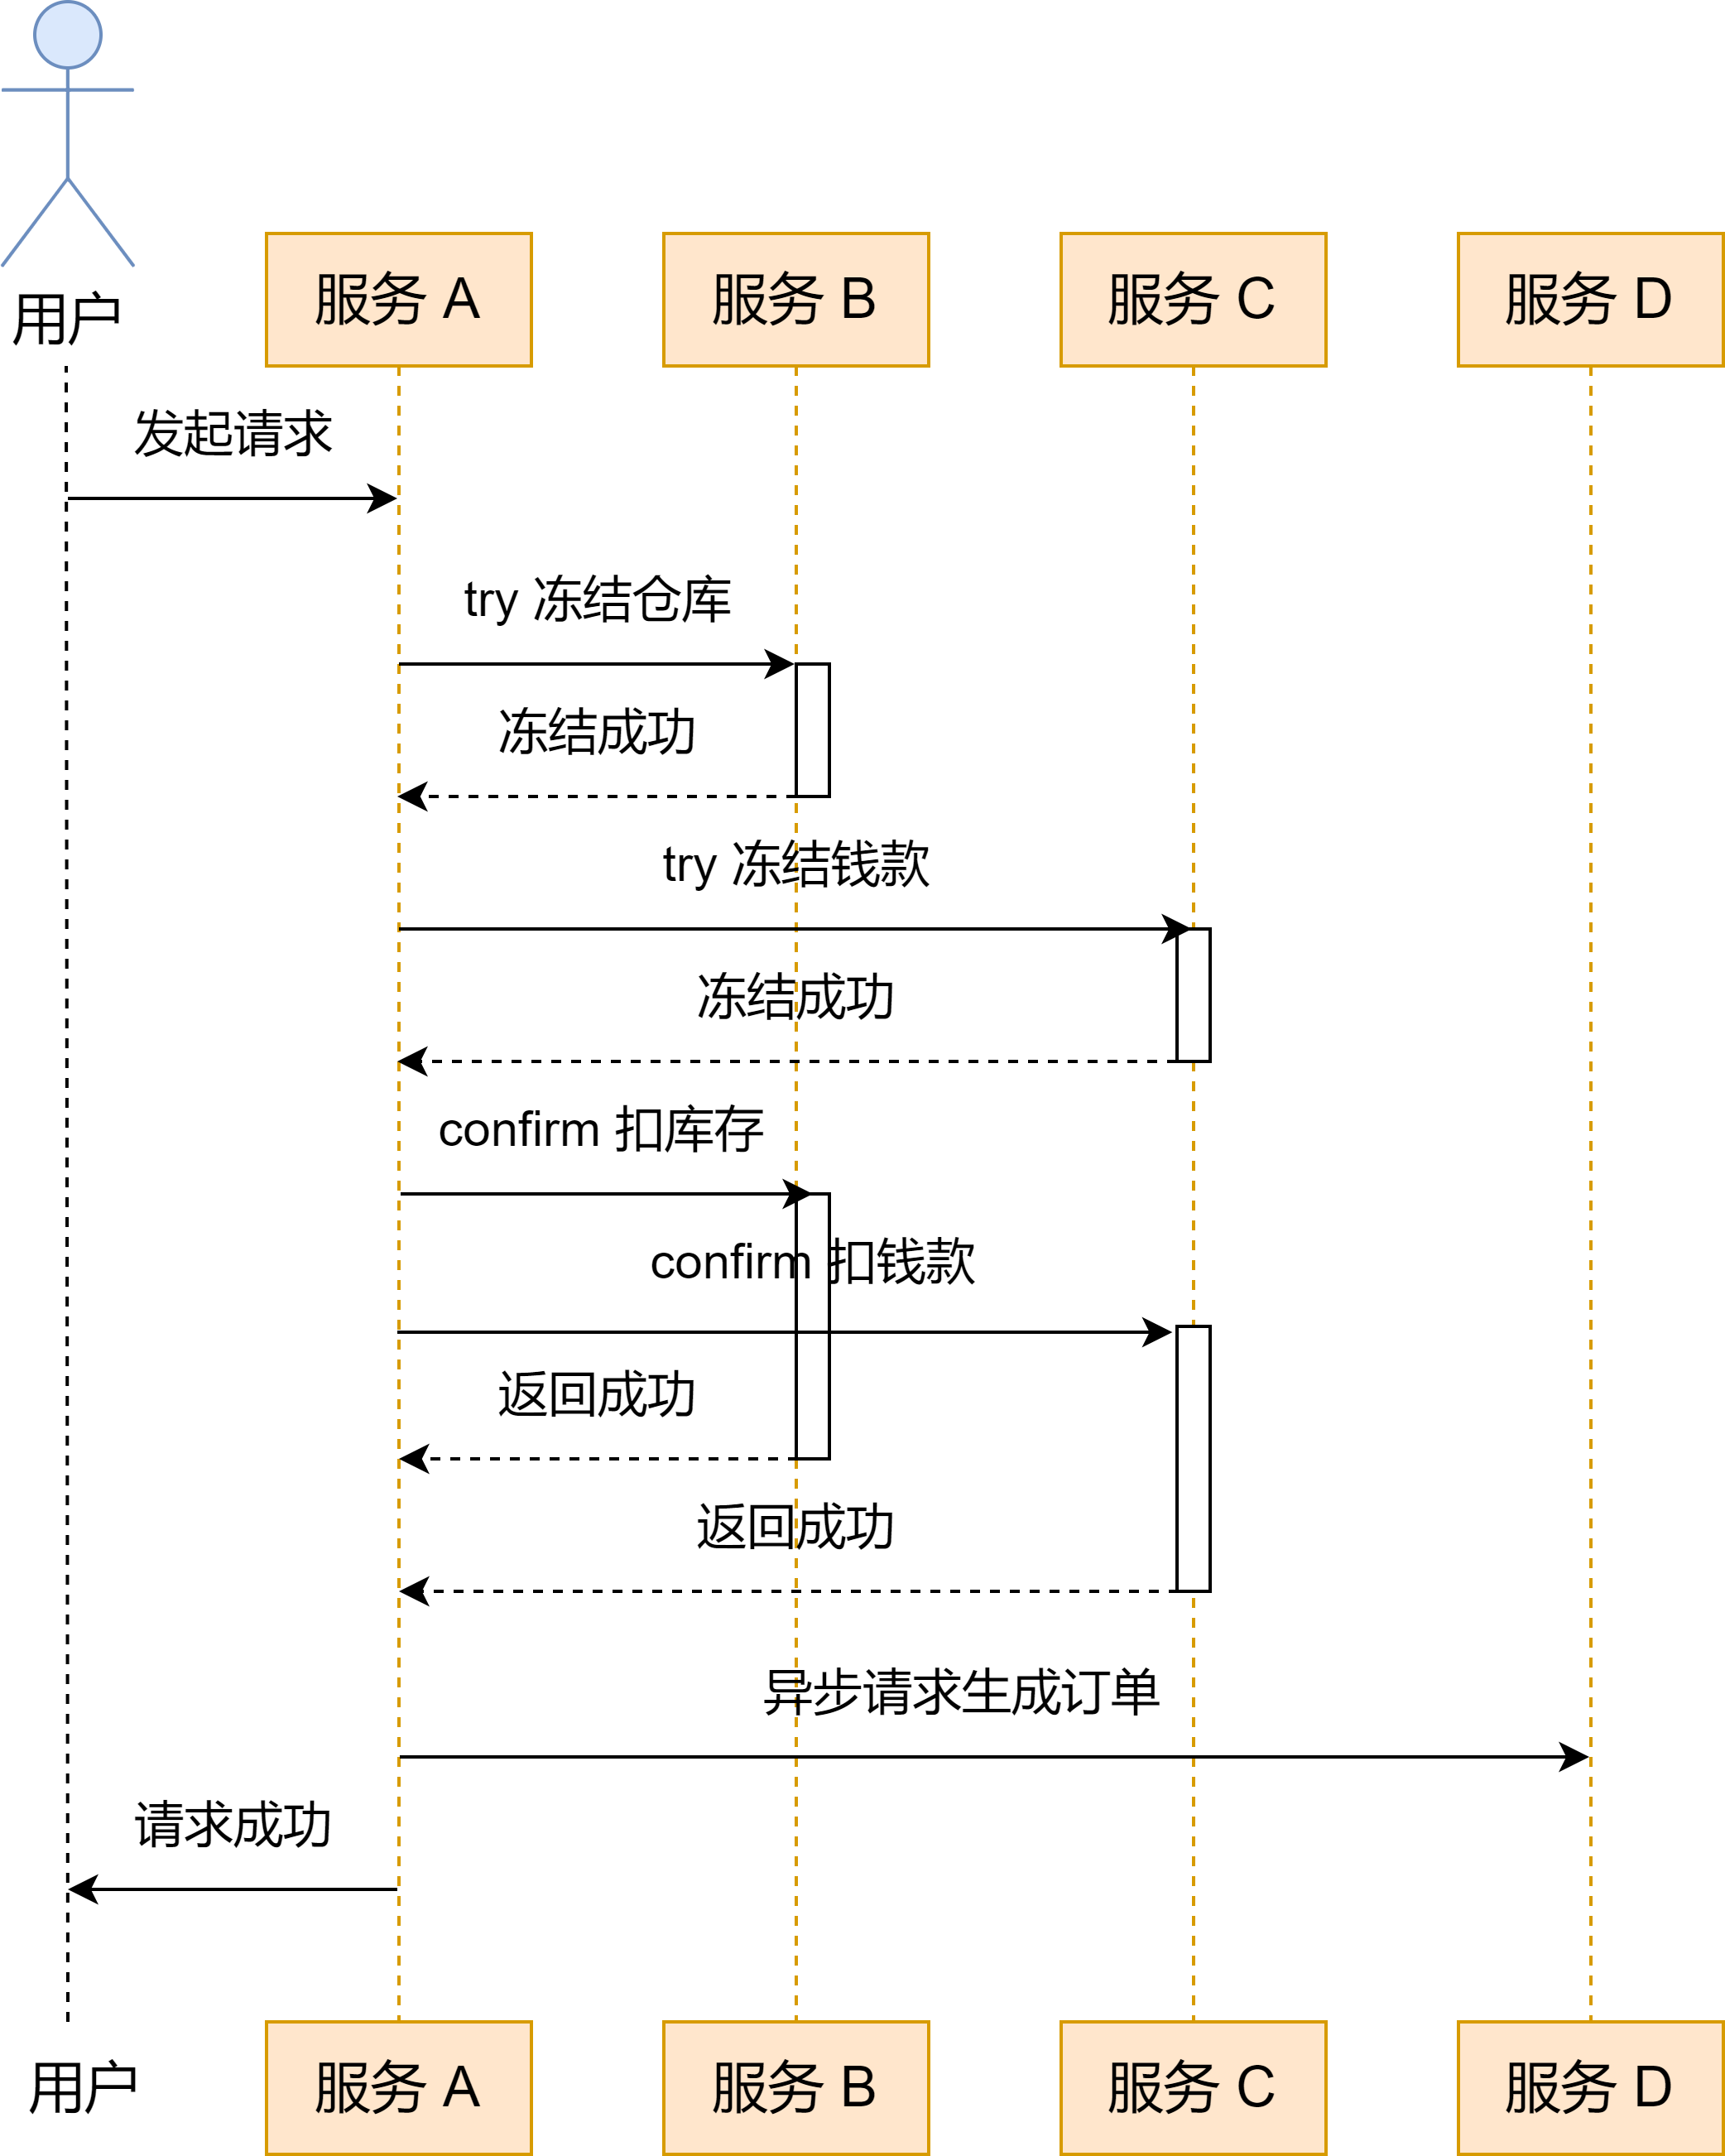 用户
服务 A
服务 B
服务 C
服务 D
发起请求
try 冻结仓库
冻结成功
try 冻结钱款
冻结成功
confirm 扣库存
confirm 扣钱款
返回成功
返回成功
异步请求生成订单
请求成功
用户
服务 A
服务 B
服务 C
服务 D